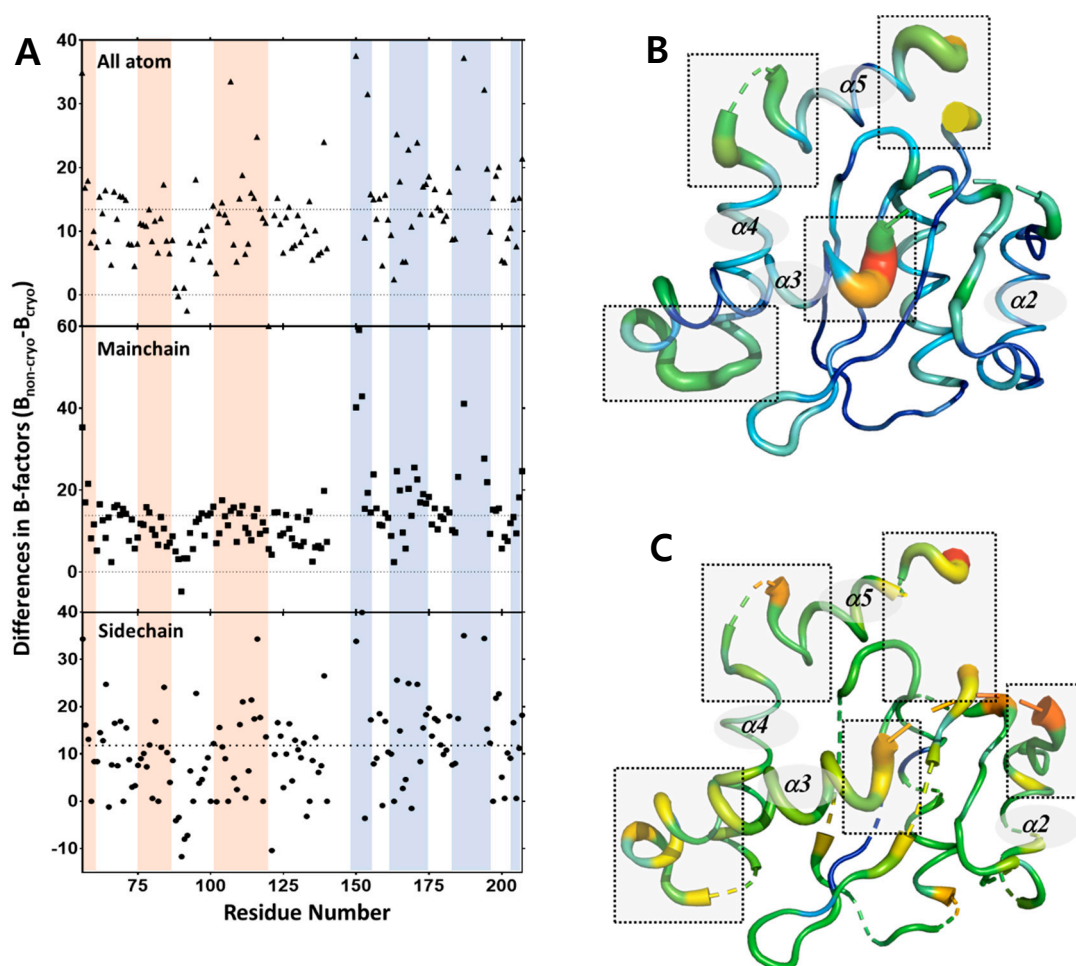 A
Differences in B-factors (Bnon-cryo-Bcryo)
All atom
40
30
20
10
0
Mainchain
60
40
20
0
Sidechain
40
30
20
10
0
-10
75
100
125
150
175
200
Residue Number
B
α5
α4
α3
α2
C
α5
α4
α3
α2